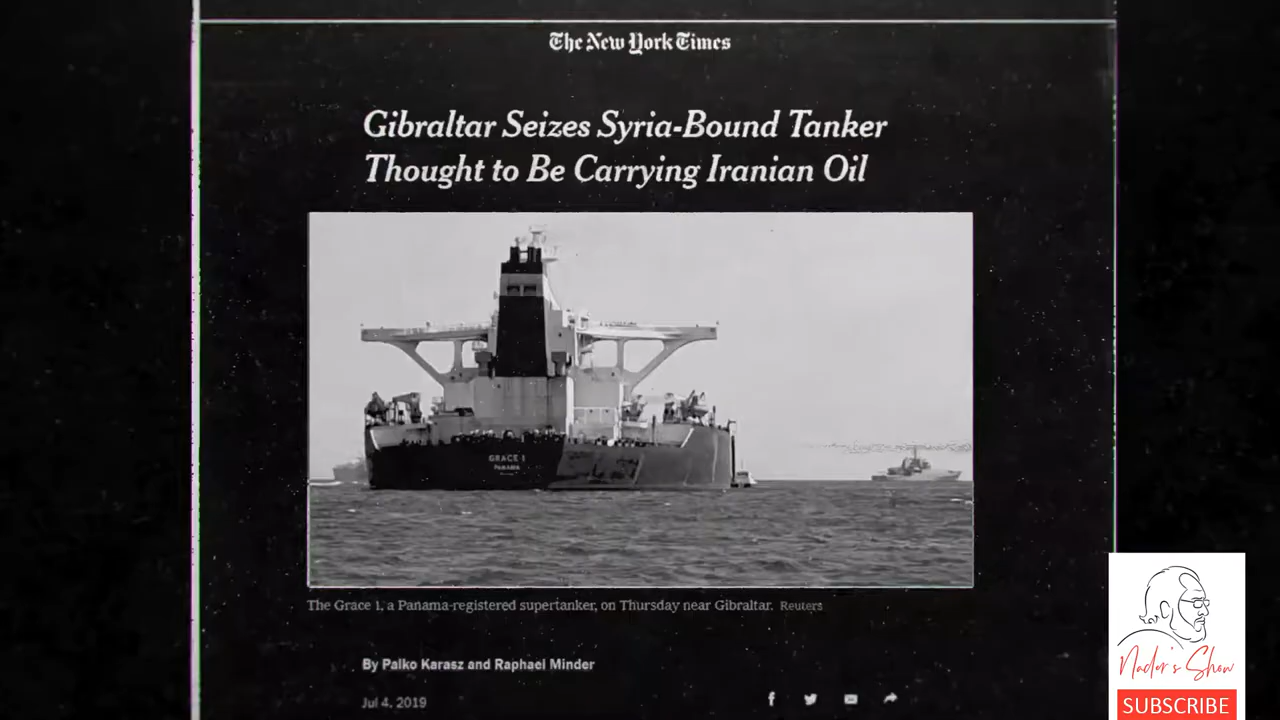 The New York Times
Gibraltar Seizes Syria-Bound Tanker
Thought to Be Carrying Iranian Oil
GRACE 1
PANAMA
The Grace 1, a Panama-registered supertanker, on Thursday near Gibraltar. Reuters
By Palko Karasz and Raphael Minder
Jul 4, 2019
Nader's Show
SUBSCRIBE